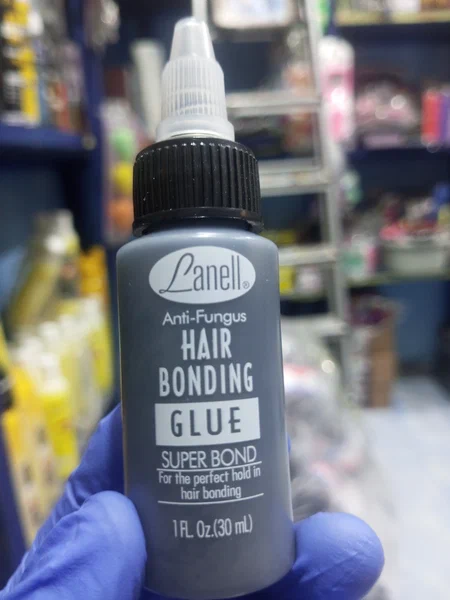 Lanell®
Anti-Fungus
HAIR
BONDING
GLUE
SUPER BOND
For the perfect hold in
hair bonding
1 FL. Oz.(30 mL)